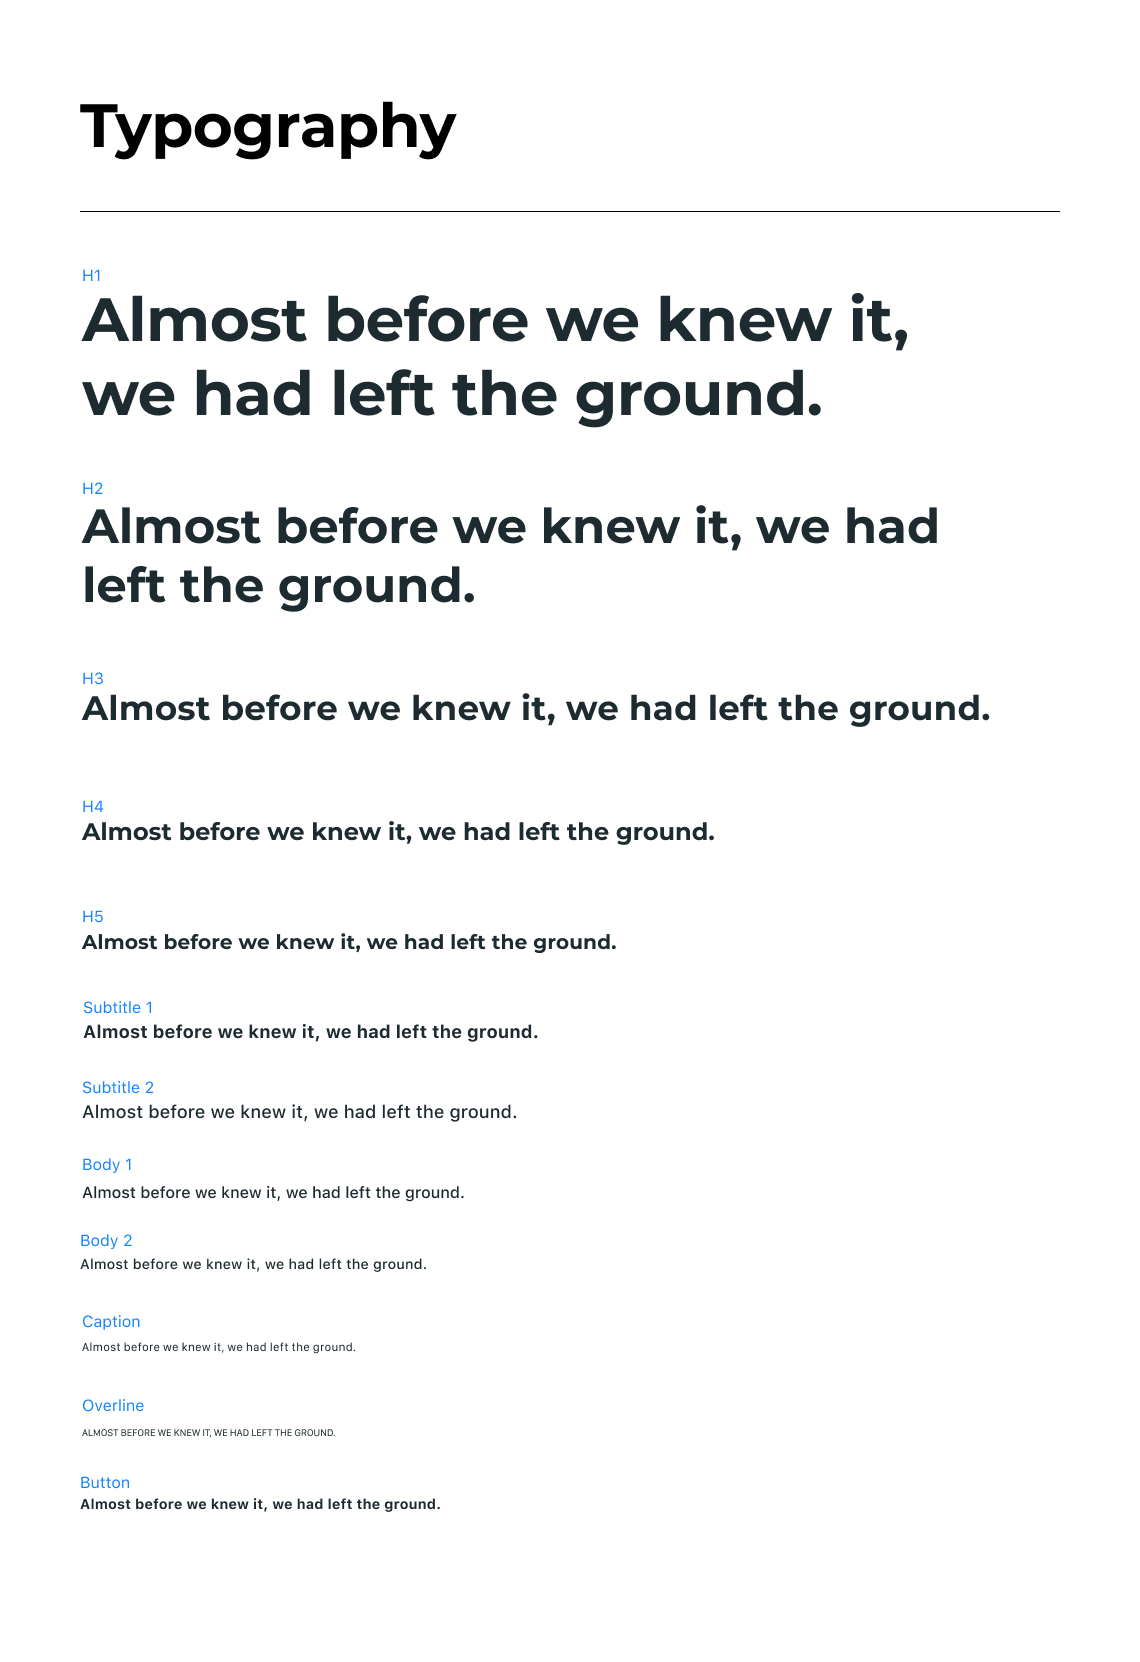 Typography
H1
Almost before we knew it,
we had left the ground.
H2
Almost before we knew it, we had
left the ground.
H3
Almost before we knew it, we had left the ground.
H4
Almost before we knew it, we had left the ground.
H5
Almost before we knew it, we had left the ground.
Subtitle 1
Almost before we knew it, we had left the ground.
Subtitle 2
Almost before we knew it, we had left the ground.
Body 1
Almost before we knew it, we had left the ground.
Body 2
Almost before we knew it, we had left the ground.
Caption
Almost before we knew it, we had left the ground.
Overline
ALMOST BEFORE WE KNEW IT, WE HAD LEFT THE GROUND.
Button
Almost before we knew it, we had left the ground.